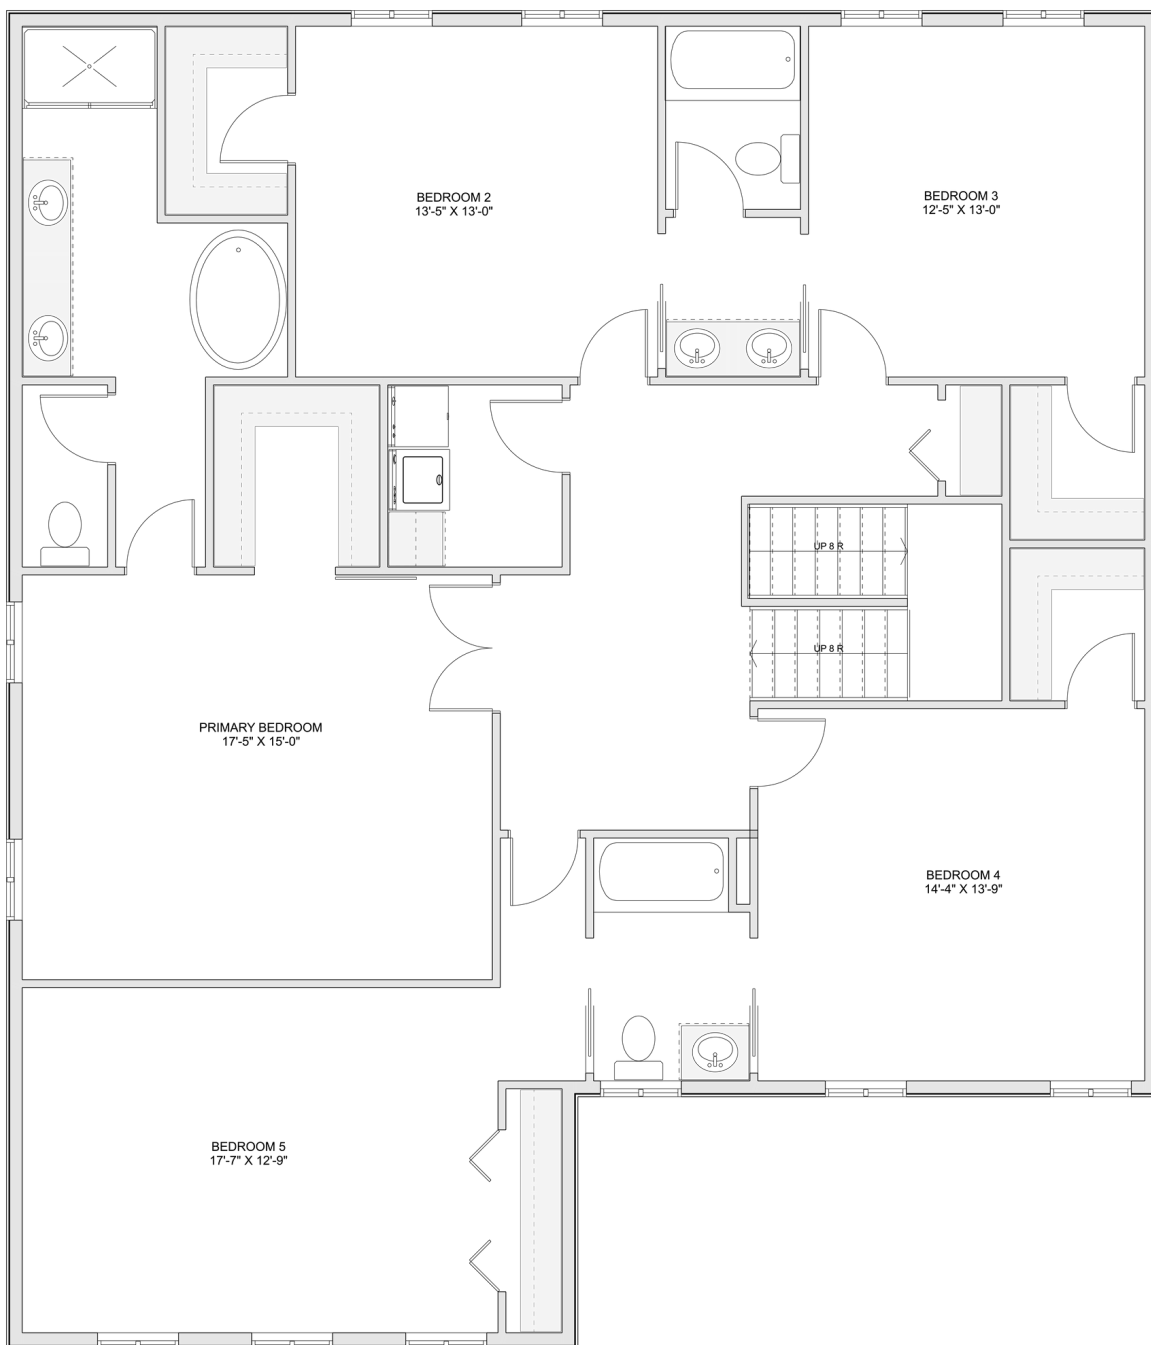 BEDROOM 2
13'-5" X 13'-0"
BEDROOM 3
12'-5" X 13'-0"
UP 8 R
UP 8 R
PRIMARY BEDROOM
17'-5" X 15'-0"
BEDROOM 4
14'-4" X 13'-9"
BEDROOM 5
17'-7" X 12'-9"